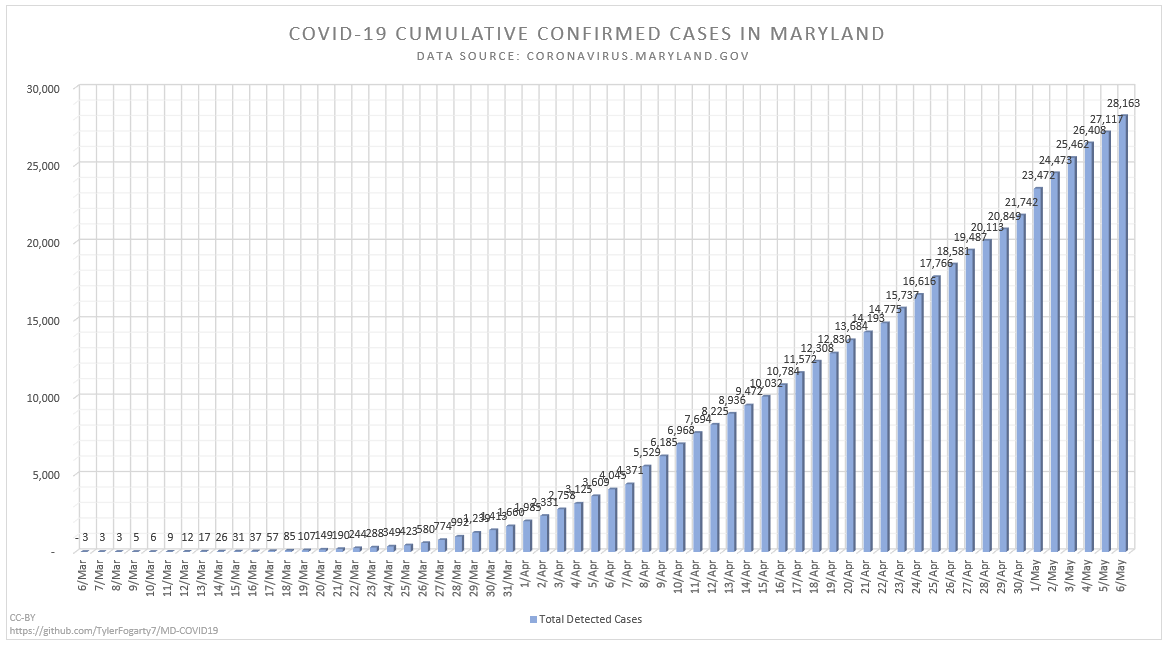 COVID-19 CUMULATIVE CONFIRMED CASES IN MARYLAND
DATA SOURCE: CORONAVIRUS.MARYLAND.GOV
30,000
25,000
20,000
15,000
10,000
5,000
-
3 3 3 5 6 9 12 17 26 31 37 57 85 107 149 190 244 288 349 423 580 774 992 1,239 1,413 1,660 1,985 2,331 2,758 3,125 3,609 4,045 4,371 5,529 6,185 6,968 7,694 8,225 8,936 9,472 10,032 10,784 11,572 12,308 12,830 13,684 14,193 14,775 15,737 16,616 17,766 18,581 19,487 20,113 20,849 21,742 23,472 24,473 25,462 26,408 27,117 28,163
6/Mar 7/Mar 8/Mar 9/Mar 10/Mar 11/Mar 12/Mar 13/Mar 14/Mar 15/Mar 16/Mar 17/Mar 18/Mar 19/Mar 20/Mar 21/Mar 22/Mar 23/Mar 24/Mar 25/Mar 26/Mar 27/Mar 28/Mar 29/Mar 30/Mar 31/Mar 1/Apr 2/Apr 3/Apr 4/Apr 5/Apr 6/Apr 7/Apr 8/Apr 9/Apr 10/Apr 11/Apr 12/Apr 13/Apr 14/Apr 15/Apr 16/Apr 17/Apr 18/Apr 19/Apr 20/Apr 21/Apr 22/Apr 23/Apr 24/Apr 25/Apr 26/Apr 27/Apr 28/Apr 29/Apr 30/Apr 1/May 2/May 3/May 4/May 5/May 6/May
Total Detected Cases
CC-BY
https://github.com/TylerFogarty7/MD-COVID19